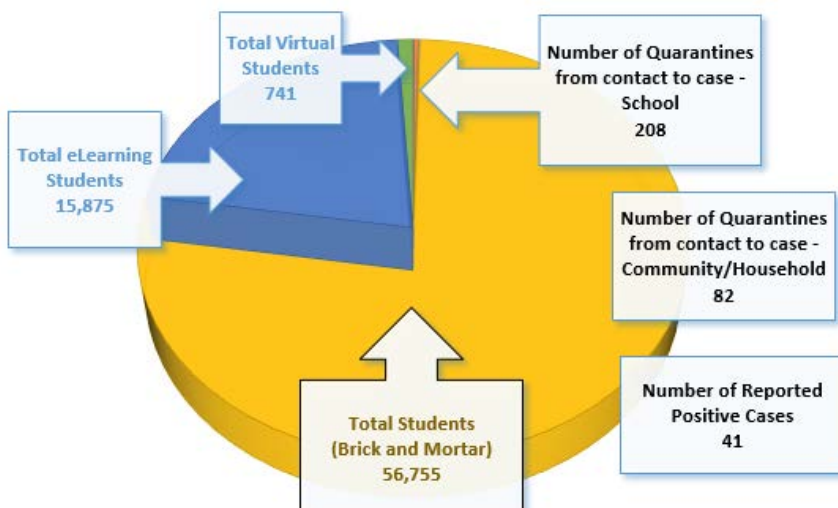 Total Virtual
Students
741
Number of Quarantines
from contact to case -
School
208
Total eLearning
Students
15,875
Number of Quarantines
from contact to case -
Community/Household
82
Number of Reported
Positive Cases
41
Total Students
(Brick and Mortar)
56,755